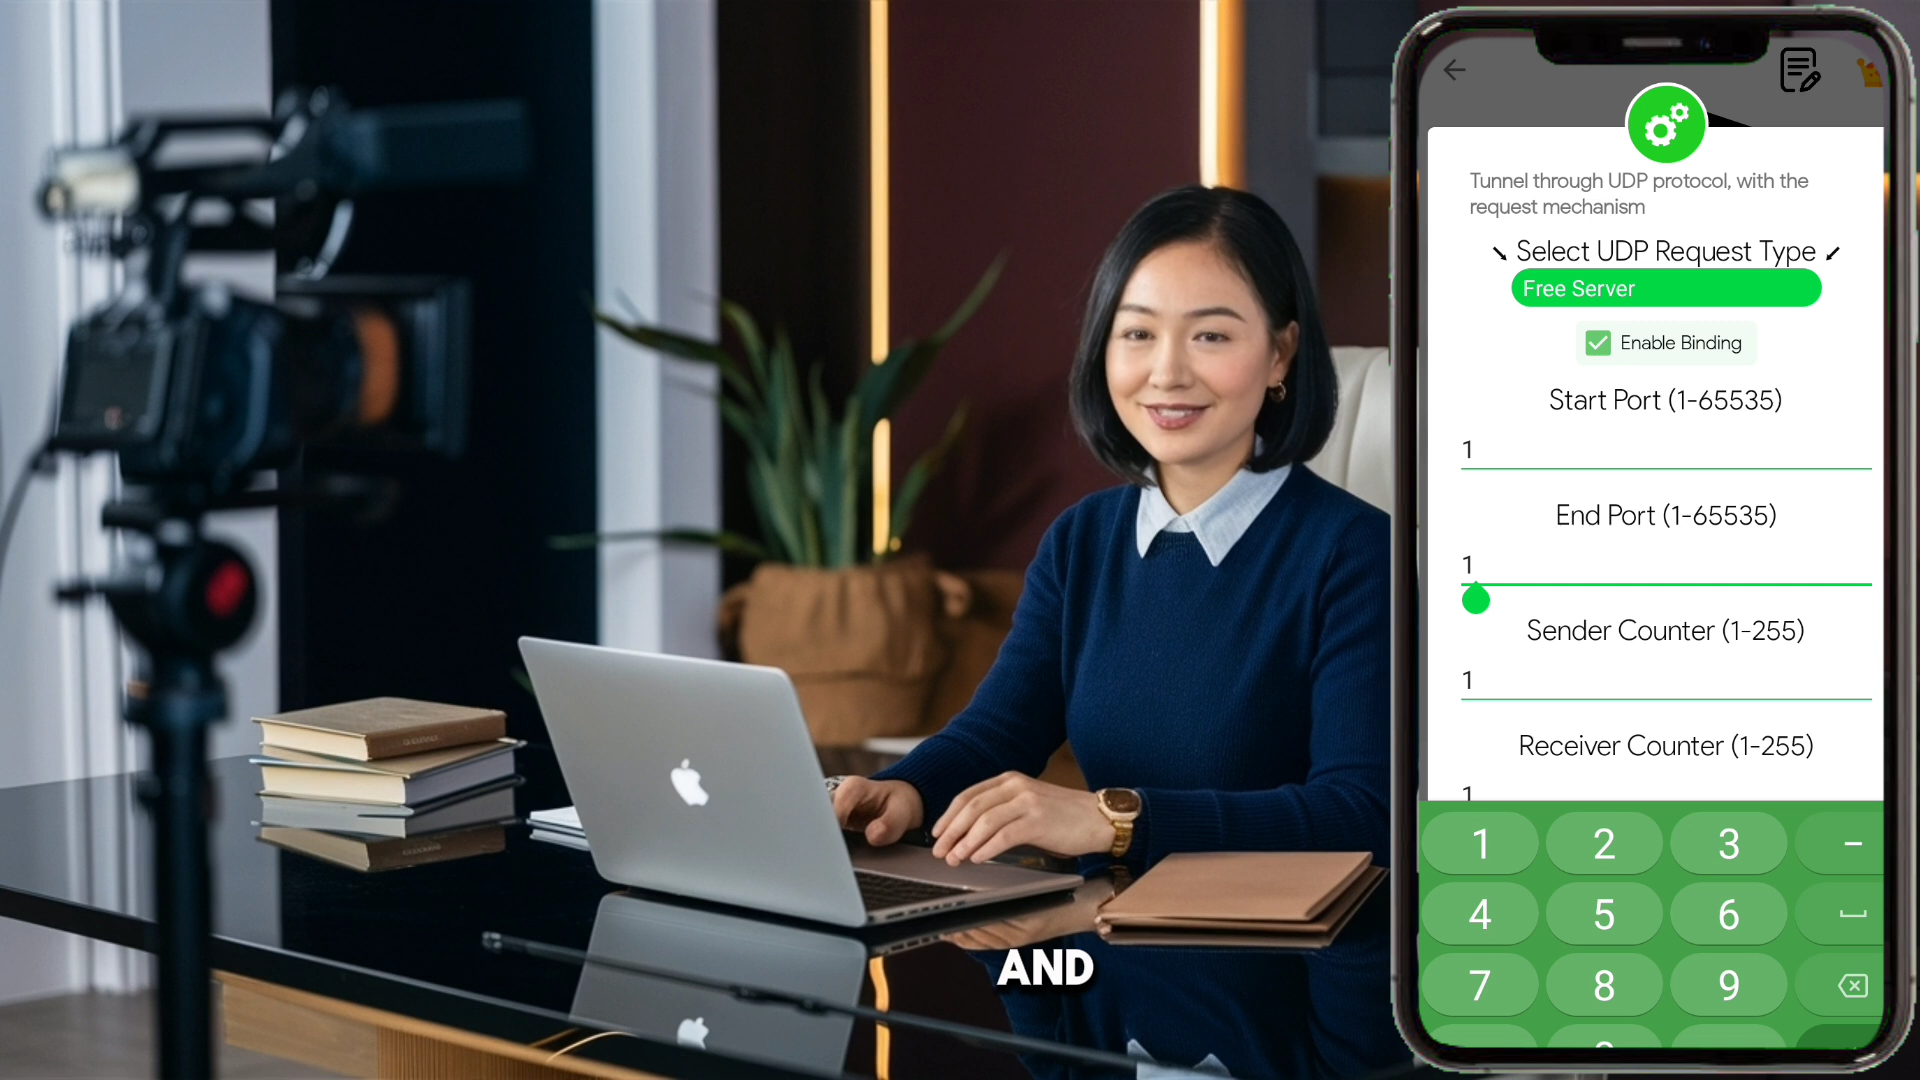 Tunnel through UDP protocol, with the
request mechanism
Select UDP Request Type
Free Server
Enable Binding
Start Port (1-65535)
1
End Port (1-65535)
1
Sender Counter (1-255)
1
Receiver Counter (1-255)
1
1 2 3 –
4 5 6
7 8 9
AND